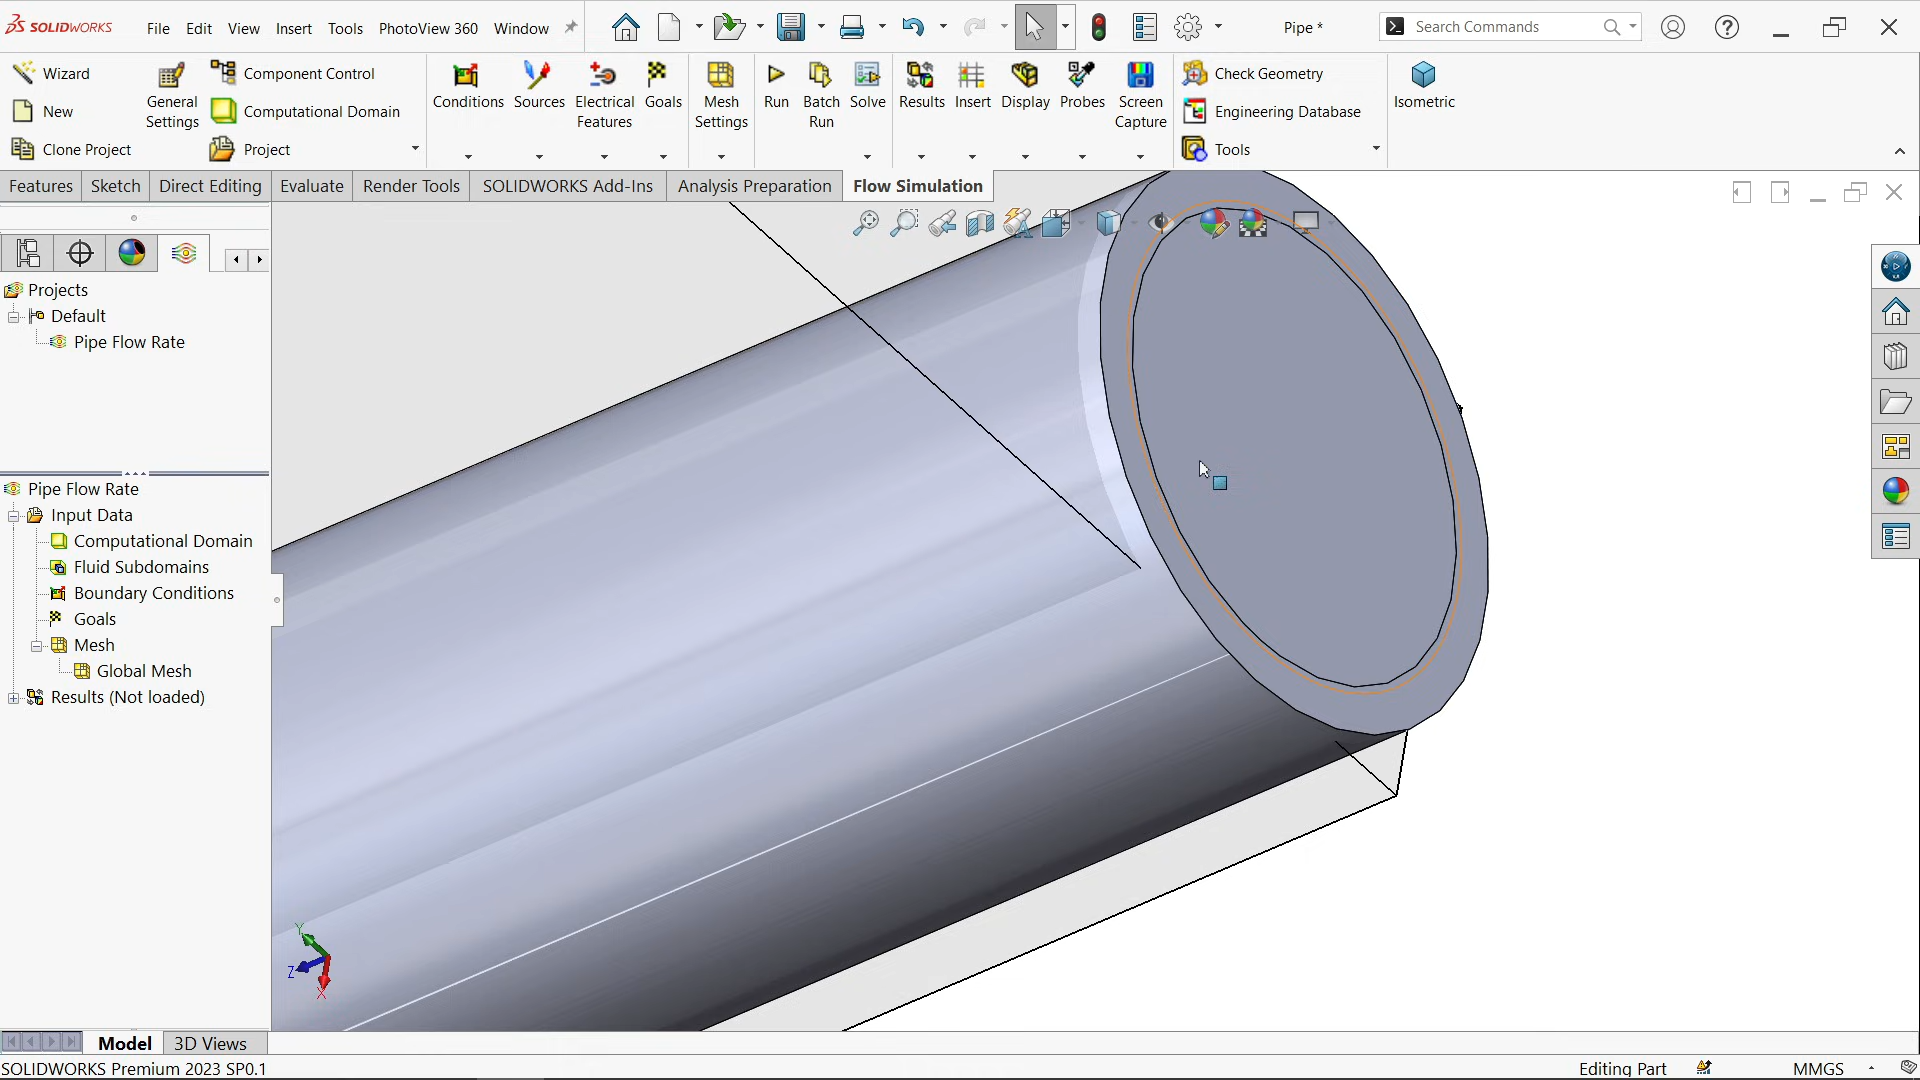 SOLIDWORKS File Edit View Insert Tools PhotoView 360 Window Pipe * Search Commands
Wizard Component Control Check Geometry
General Settings Conditions Sources Electrical Features Goals Mesh Settings Run Batch Run Solve Results Insert Display Probes Screen Capture Isometric
New Computational Domain Engineering Database
Clone Project Project Tools
Features Sketch Direct Editing Evaluate Render Tools SOLIDWORKS Add-Ins Analysis Preparation Flow Simulation
Projects
Default
Pipe Flow Rate
Pipe Flow Rate
Input Data
Computational Domain
Fluid Subdomains
Boundary Conditions
Goals
Mesh
Global Mesh
Results (Not loaded)
Y
Z
X
Model 3D Views
SOLIDWORKS Premium 2023 SP0.1 Editing Part MMGS